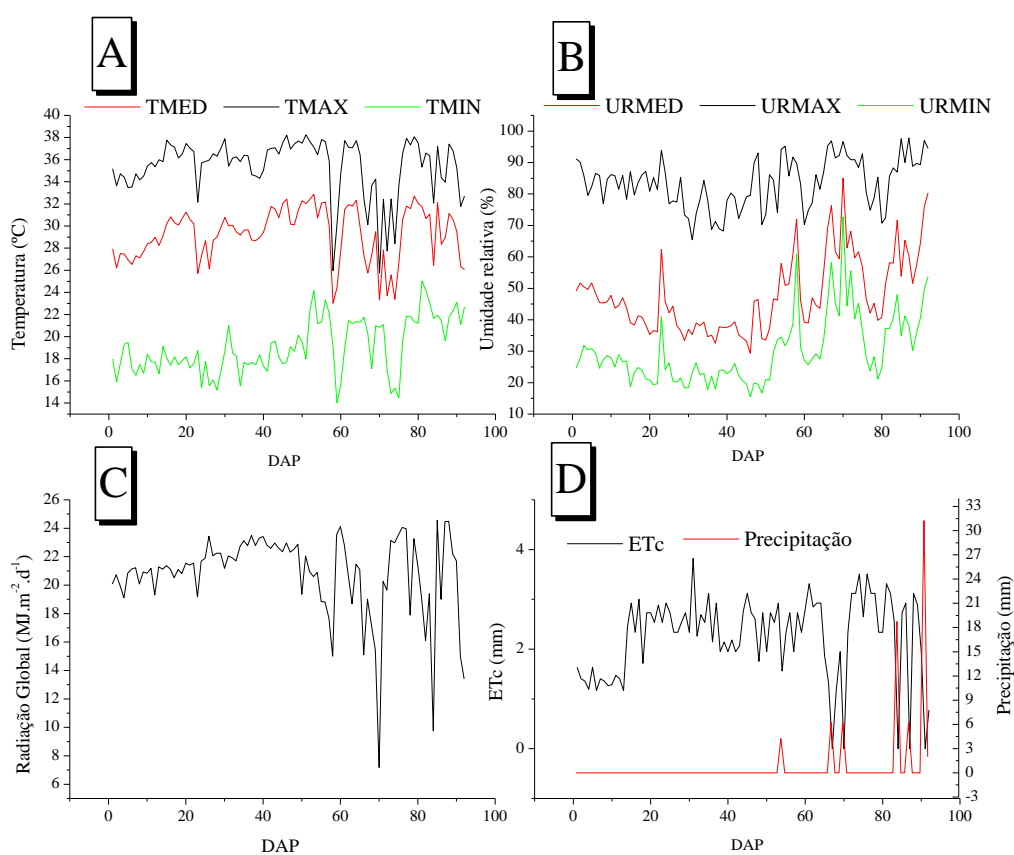 A
TMED TMAX TMIN
40
38
36
34
32
30
28
26
24
22
20
18
16
14
Temperatura (ºC)
0 20 40 60 80 100
DAP
B
URMED URMAX URMIN
100
90
80
70
60
50
40
30
20
10
Umidade relativa (%)
0 20 40 60 80 100
DAP
C
26
24
22
20
18
16
14
12
10
8
6
Radiação Global (MJ.m⁻².d⁻¹)
0 20 40 60 80 100
DAP
D
ETc Precipitação
4
2
0
ETc (mm)
33
30
27
24
21
18
15
12
9
6
3
0
-3
Precipitação (mm)
0 20 40 60 80 100
DAP